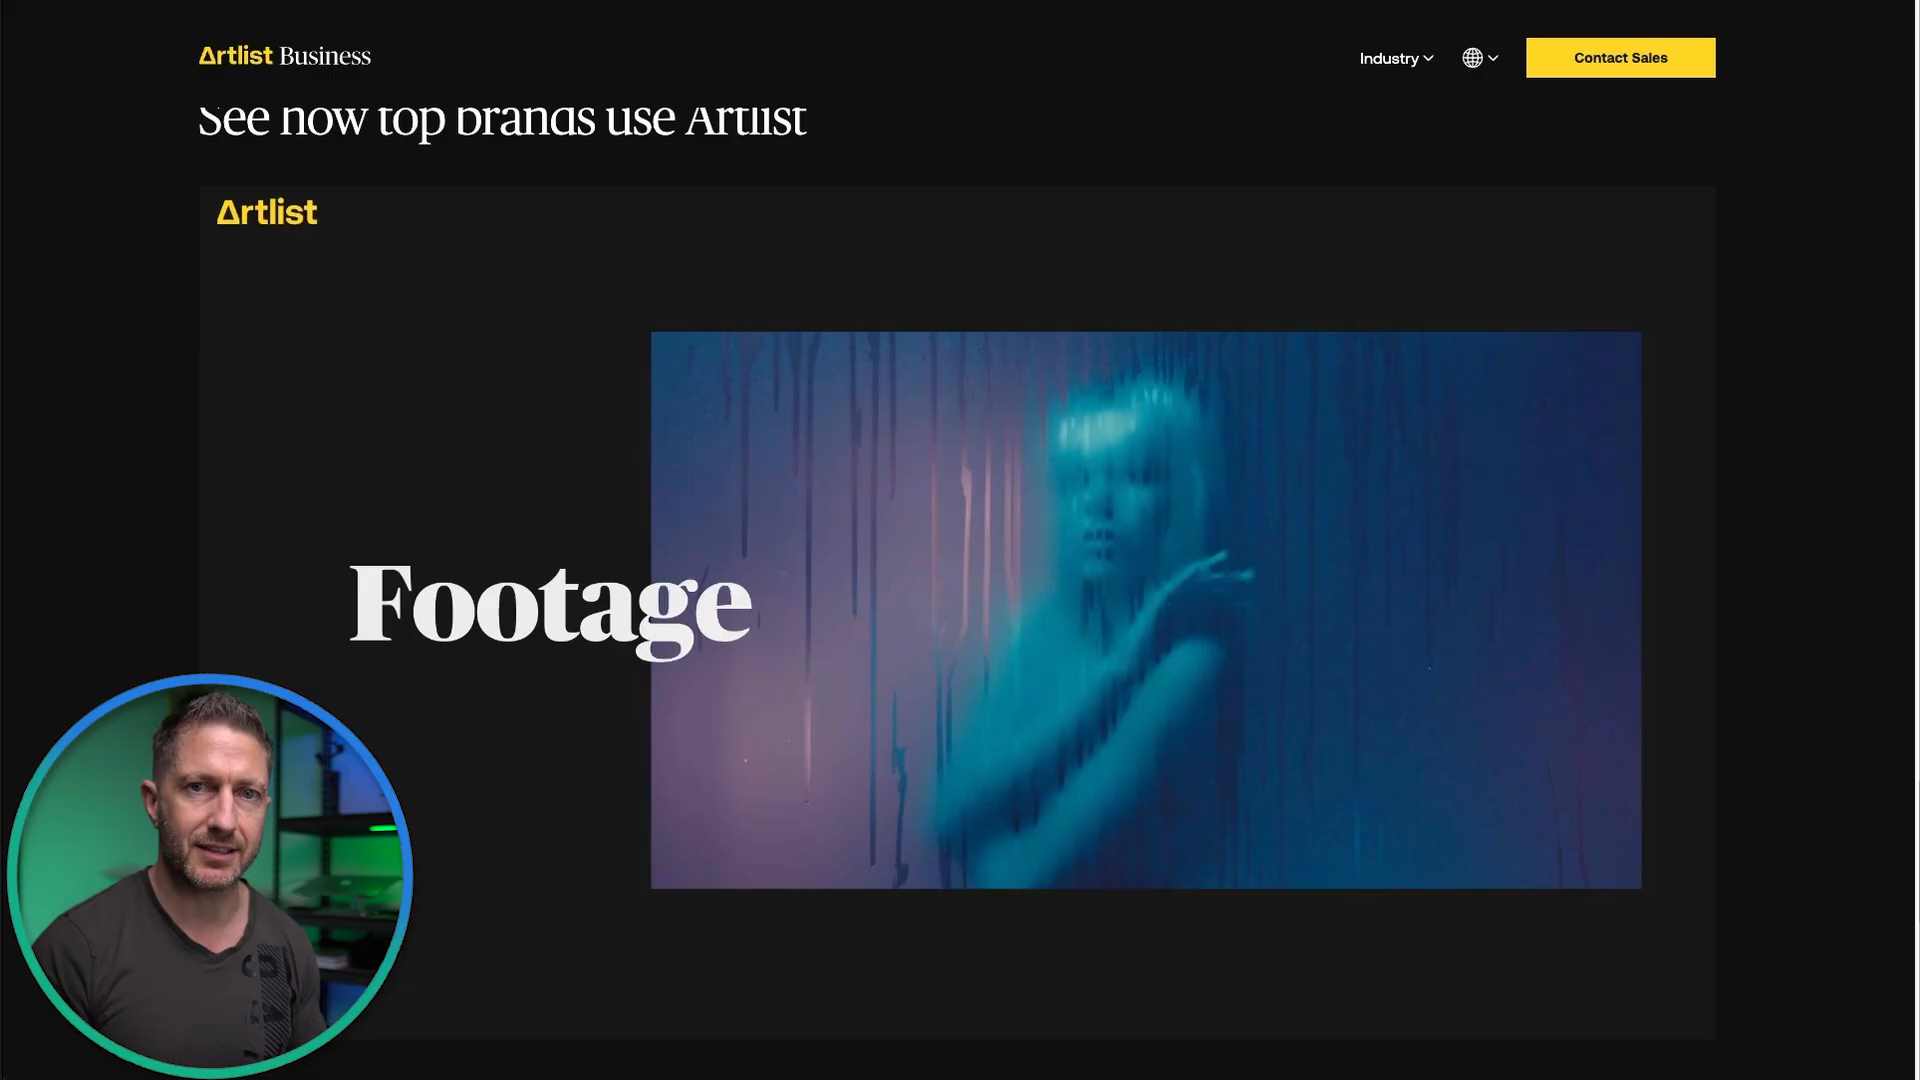 Artlist Business
Industry
Contact Sales
See how top brands use Artlist
Artlist
Footage